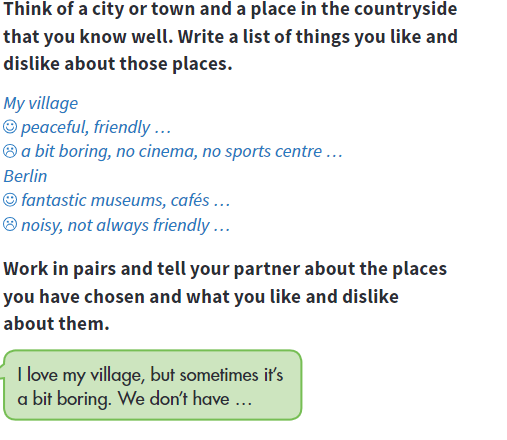 Think of a city or town and a place in the countryside
that you know well. Write a list of things you like and
dislike about those places.
My village
☺ peaceful, friendly …
☹ a bit boring, no cinema, no sports centre …
Berlin
☺ fantastic museums, cafés …
☹ noisy, not always friendly …
Work in pairs and tell your partner about the places
you have chosen and what you like and dislike
about them.
I love my village, but sometimes it’s
a bit boring. We don’t have …